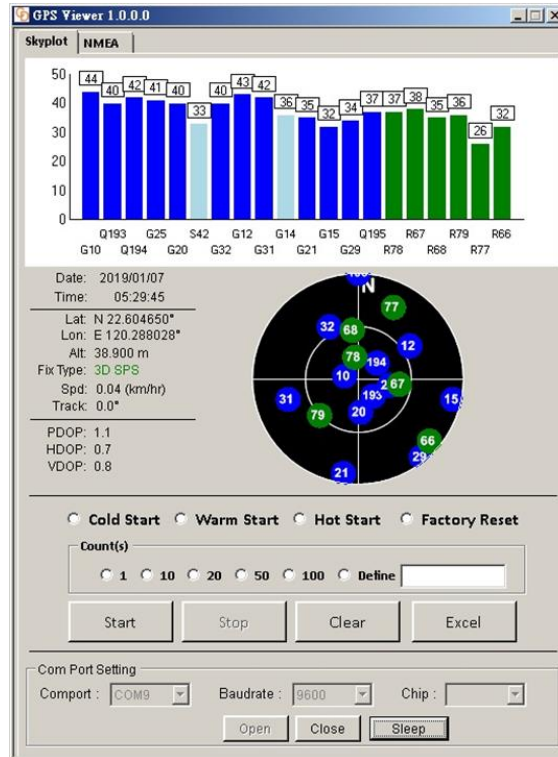 GPS Viewer 1.0.0.0
Skyplot NMEA
50
40
30
20
10
0
44 40 42 41 40 33 40 43 42 36 35 32 34 37 37 38 35 36 26 32
Q193 G25 S42 G12 G14 G15 Q195 R67 R79 R66
G10 Q194 G20 G32 G31 G21 G29 R78 R68 R77
Date: 2019/01/07
Time: 05:29:45
Lat: N 22.604650°
Lon: E 120.288028°
Alt: 38.900 m
Fix Type: 3D SPS
Spd: 0.04 (km/hr)
Track: 0.0°
PDOP: 1.1
HDOP: 0.7
VDOP: 0.8
N
77
32 68
12
78 194
10 67
31 193 15
79 20
66
29
21
Cold Start Warm Start Hot Start Factory Reset
Count(s)
1 10 20 50 100 Define
Start Stop Clear Excel
Com Port Setting
Comport : COM9 Baudrate : 9600 Chip :
Open Close Sleep